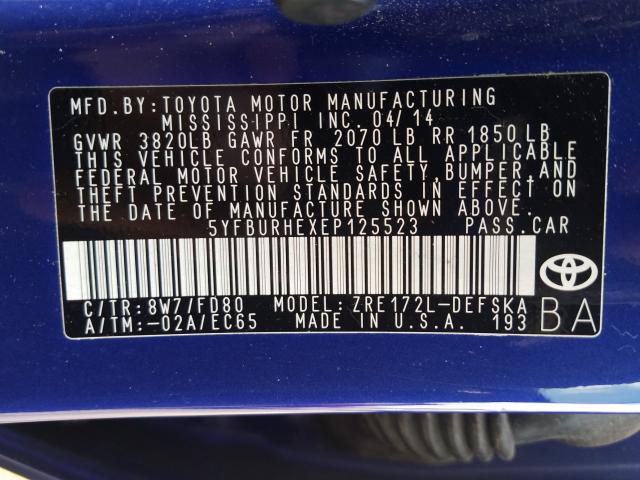 MFD. BY: TOYOTA MOTOR MANUFACTURING
MISSISSIPPI INC. 04/14
GVWR 3820LB GAWR FR 2070 LB RR 1850 LB
THIS VEHICLE CONFORMS TO ALL APPLICABLE
FEDERAL MOTOR VEHICLE SAFETY, BUMPER, AND
THEFT PREVENTION STANDARDS IN EFFECT ON
THE DATE OF MANUFACTURE SHOWN ABOVE.
5YFBURHEXEP125523 PASS. CAR
C/TR: 8W7/FD80 MODEL: ZRE172L-DEFSKA
A/TM: -02A/EC65 MADE IN U.S.A. 193
BA